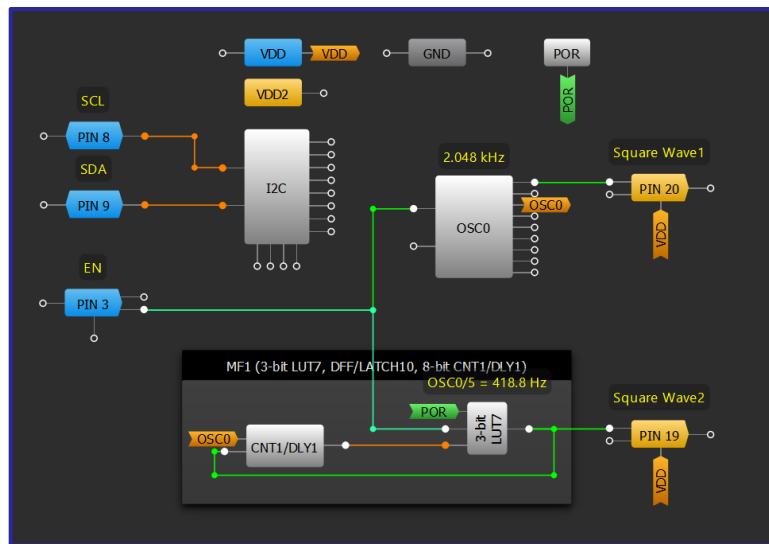 VDD
VDD
GND
POR
VDD2
POR
SCL
PIN 8
I2C
SDA
PIN 9
2.048 kHz
OSC0
OSC0
Square Wave1
PIN 20
VDD
EN
PIN 3
MF1 (3-bit LUT7, DFF/LATCH10, 8-bit CNT1/DLY1)
OSC0/5 = 418.8 Hz
POR
OSC0
CNT1/DLY1
3-bit
LUT7
Square Wave2
PIN 19
VDD